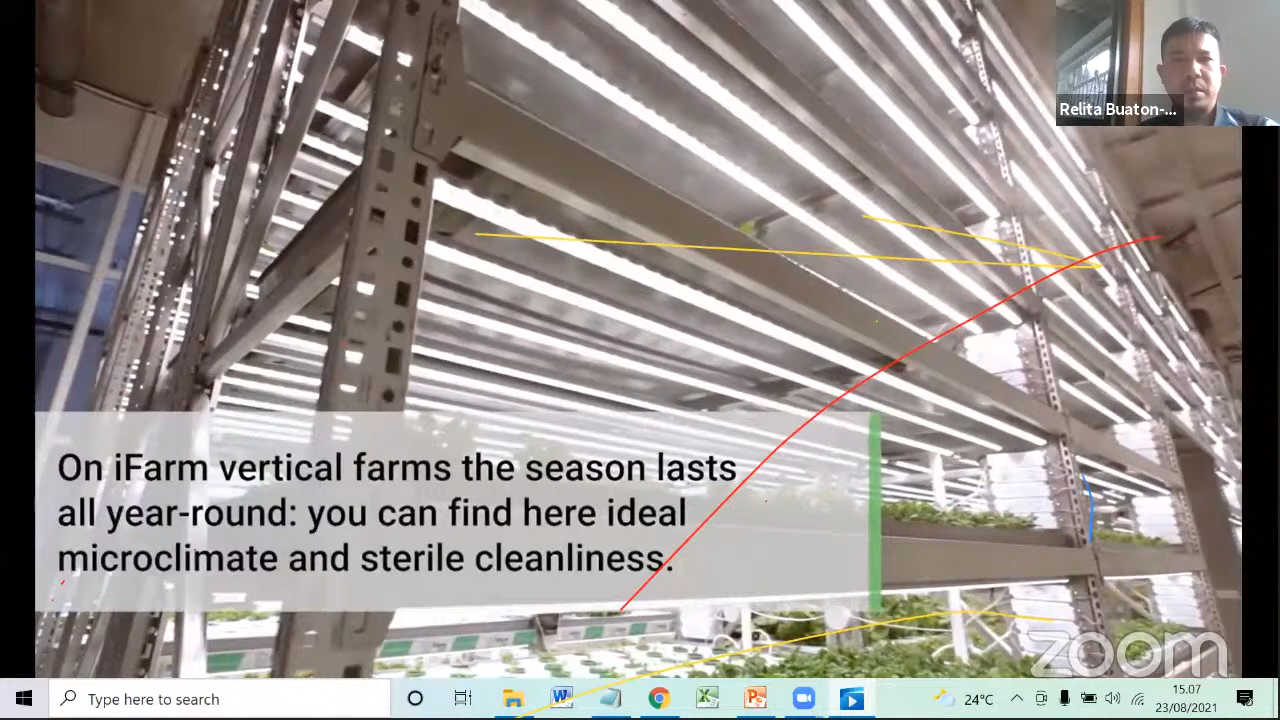 Relita Buaton-...
On iFarm vertical farms the season lasts
all year-round: you can find here ideal
microclimate and sterile cleanliness.
zoom
Type here to search
24°C
15.07
23/08/2021